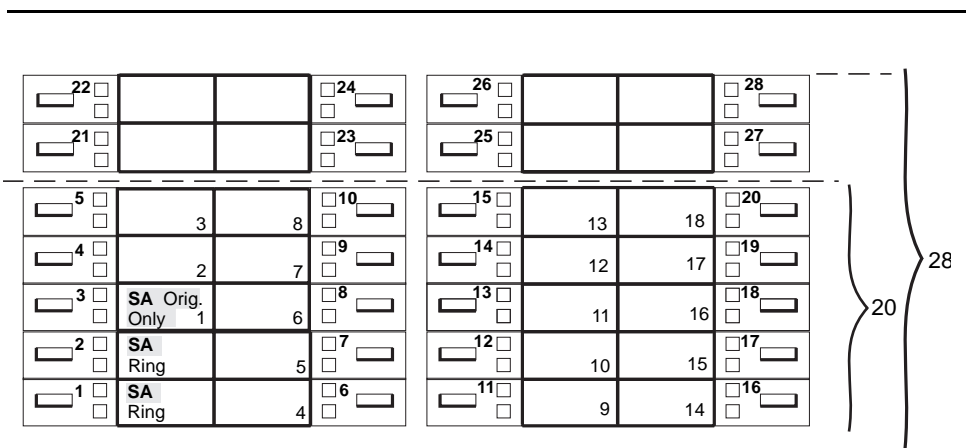 22 24 26 28
21 23 25 27
5 3 8 10 15 13 18 20
4 2 7 9 14 12 17 19
3 SA Orig. Only 1 6 8 13 11 16 18
2 SA Ring 5 7 12 10 15 17
1 SA Ring 4 6 11 9 14 16
20
28